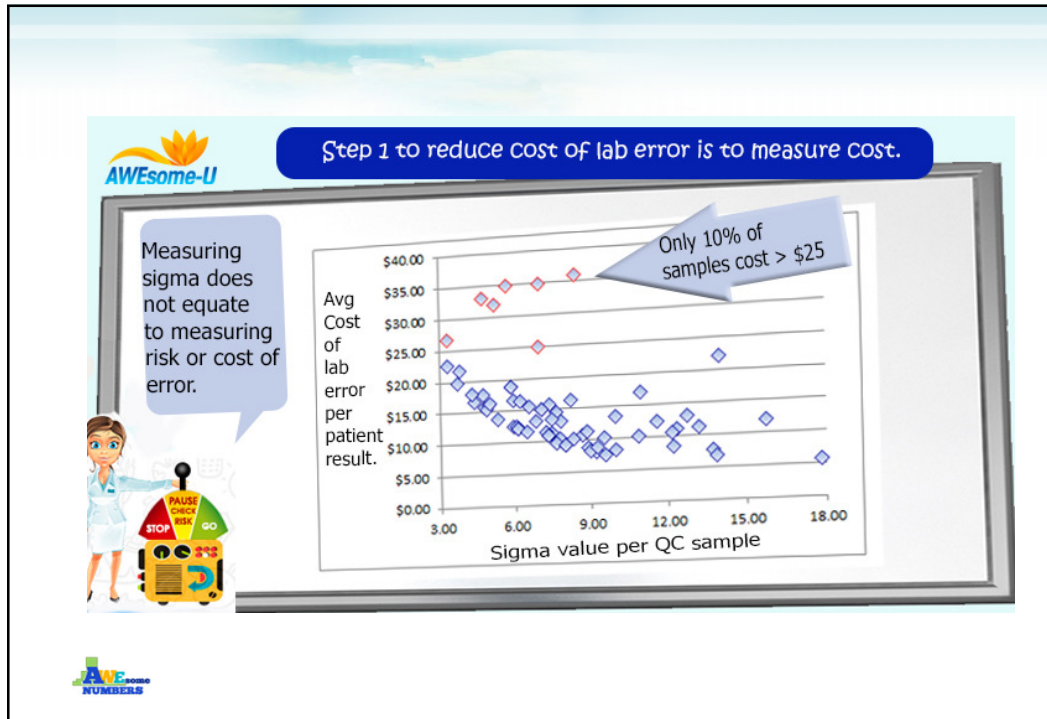 AWEsome-U
Step 1 to reduce cost of lab error is to measure cost.
Measuring
sigma does
not equate
to measuring
risk or cost of
error.
Only 10% of
samples cost > $25
Avg
Cost
of
lab
error
per
patient
result.
$40.00
$35.00
$30.00
$25.00
$20.00
$15.00
$10.00
$5.00
$0.00
3.00 6.00 9.00 12.00 15.00 18.00
Sigma value per QC sample
STOP
PAUSE
CHECK
RISK
GO
AWEsome
NUMBERS